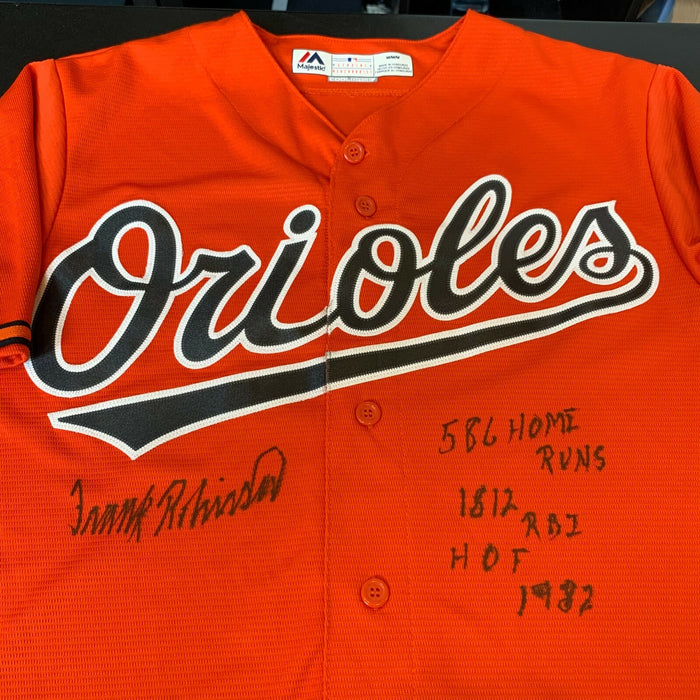 Majestic
Orioles
586 HOME
RUNS
Frank Robinson
1812
RBI
HOF
1982